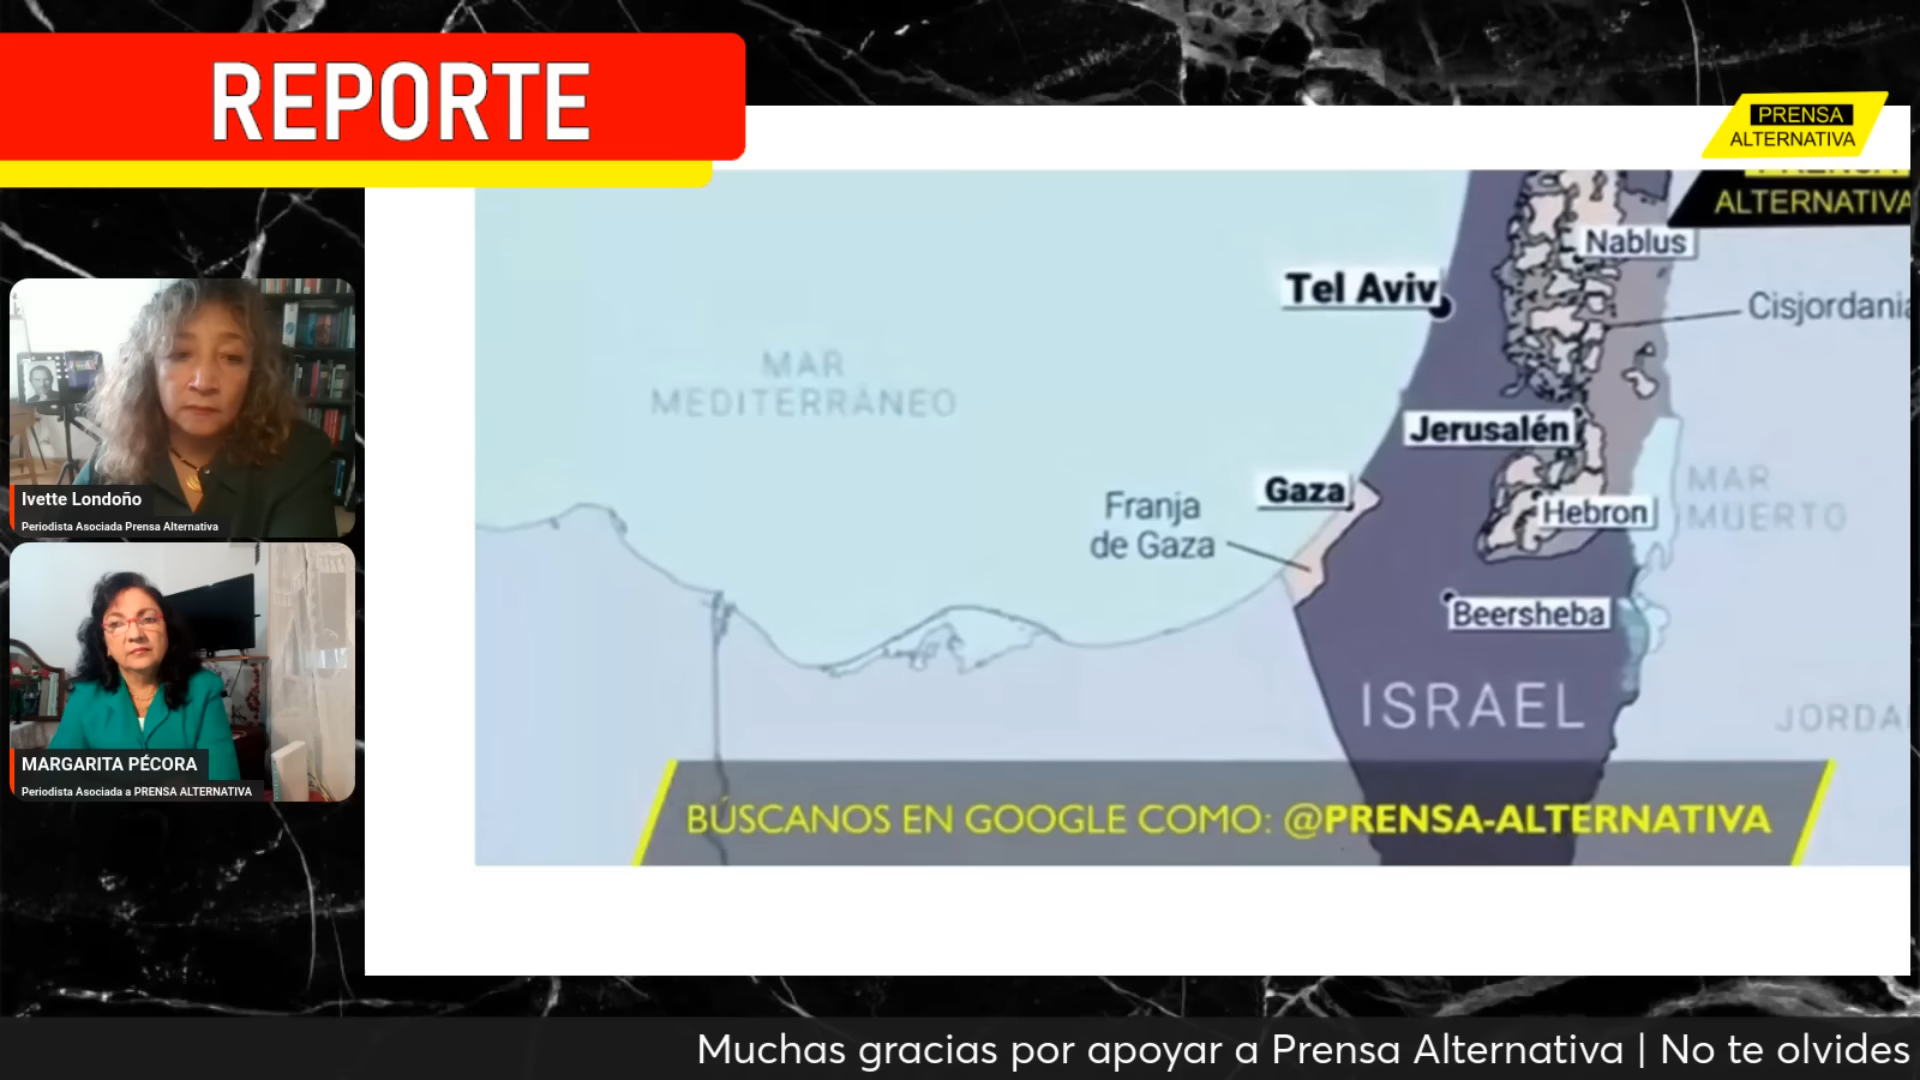 REPORTE
PRENSA
ALTERNATIVA
PRENSA
ALTERNATIVA
Nablus
Tel Aviv
Cisjordania
MAR
MEDITERRÁNEO
Jerusalén
Gaza
MAR
MUERTO
Franja
de Gaza
Hebron
Beersheba
ISRAEL
JORDA
BÚSCANOS EN GOOGLE COMO: @PRENSA-ALTERNATIVA
Ivette Londoño
Periodista Asociada Prensa Alternativa
MARGARITA PÉCORA
Periodista Asociada a PRENSA ALTERNATIVA
Muchas gracias por apoyar a Prensa Alternativa | No te olvides